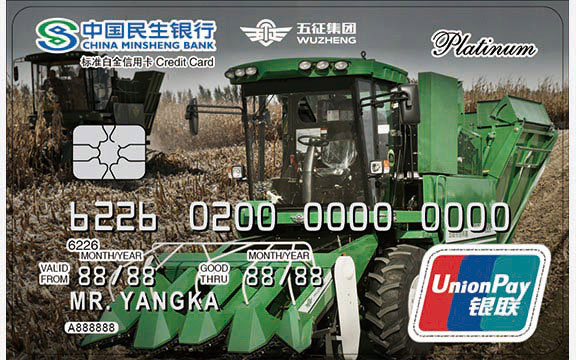 中国民生银行
CHINA MINSHENG BANK
五征集团
WUZHENG
Platinum
标准白金信用卡 Credit Card
6226 0200 0000 0000
6226
MONTH/YEAR MONTH/YEAR
VALID FROM 88/88 GOOD THRU 88/88
MR. YANGKA
A888888
UnionPay
银联